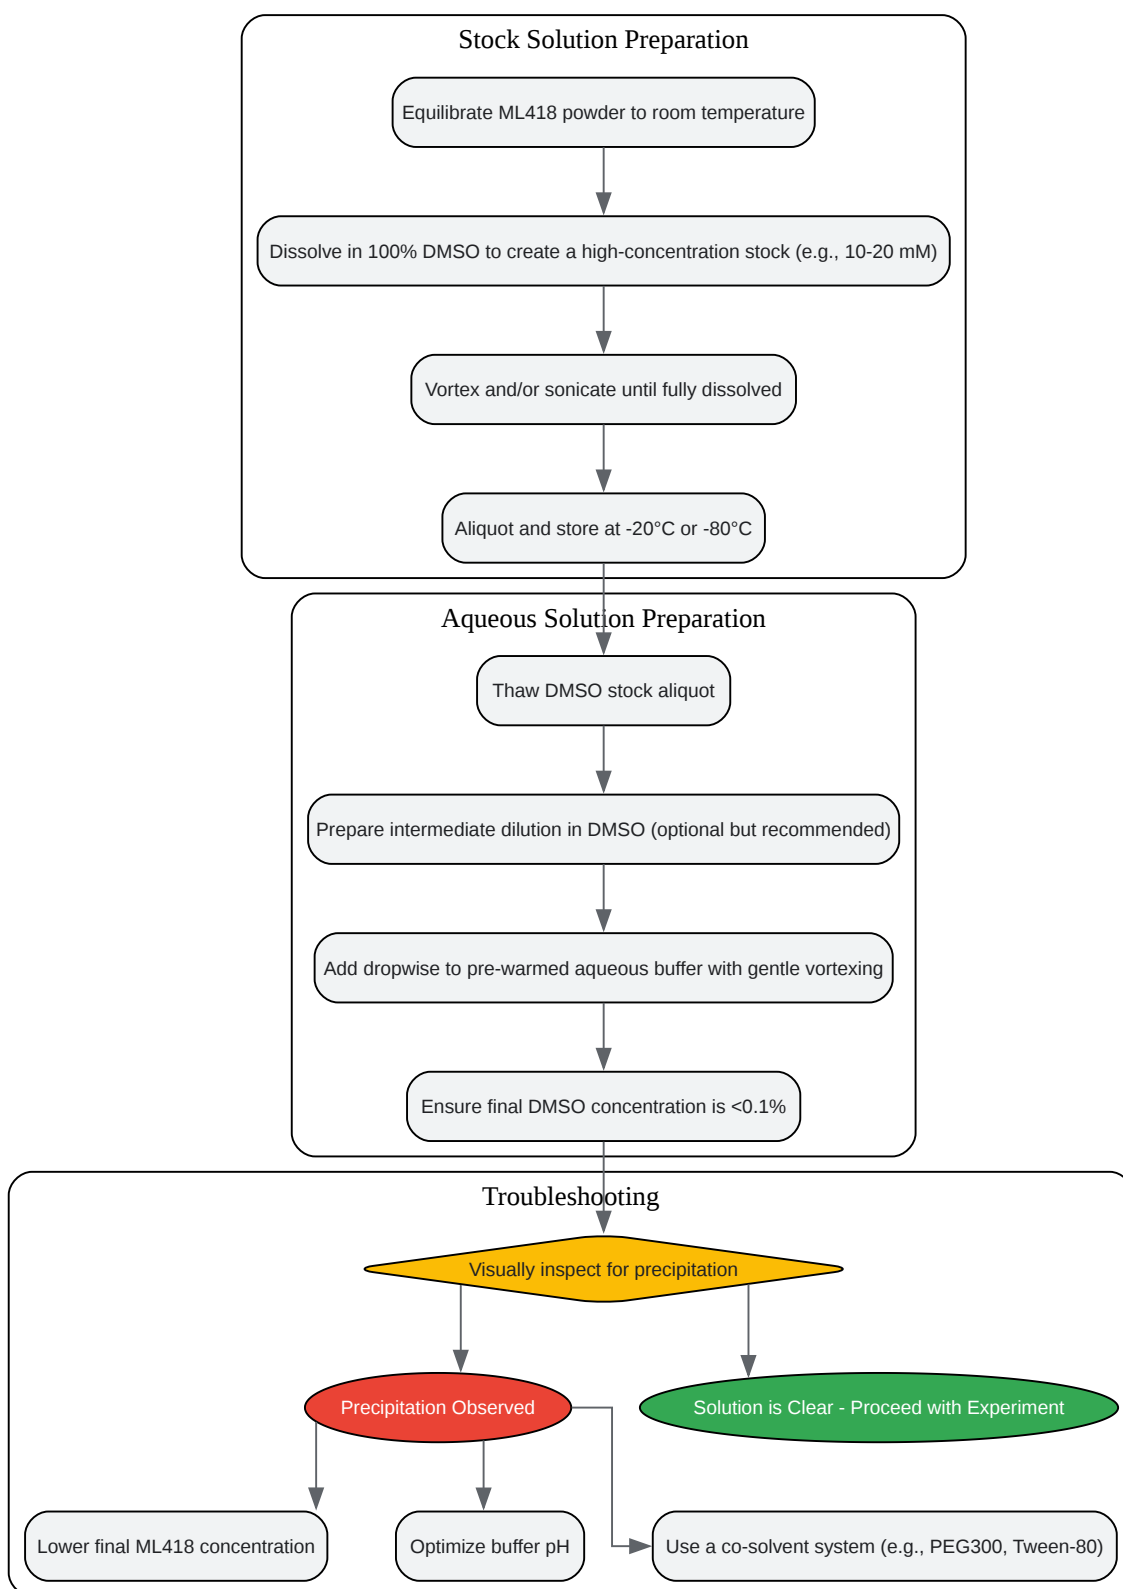 Stock Solution Preparation
Equilibrate ML418 powder to room temperature
Dissolve in 100% DMSO to create a high-concentration stock (e.g., 10-20 mM)
Vortex and/or sonicate until fully dissolved
Aliquot and store at -20°C or -80°C
Aqueous Solution Preparation
Thaw DMSO stock aliquot
Prepare intermediate dilution in DMSO (optional but recommended)
Add dropwise to pre-warmed aqueous buffer with gentle vortexing
Ensure final DMSO concentration is <0.1%
Troubleshooting
Visually inspect for precipitation
Precipitation Observed
Solution is Clear - Proceed with Experiment
Lower final ML418 concentration
Optimize buffer pH
Use a co-solvent system (e.g., PEG300, Tween-80)